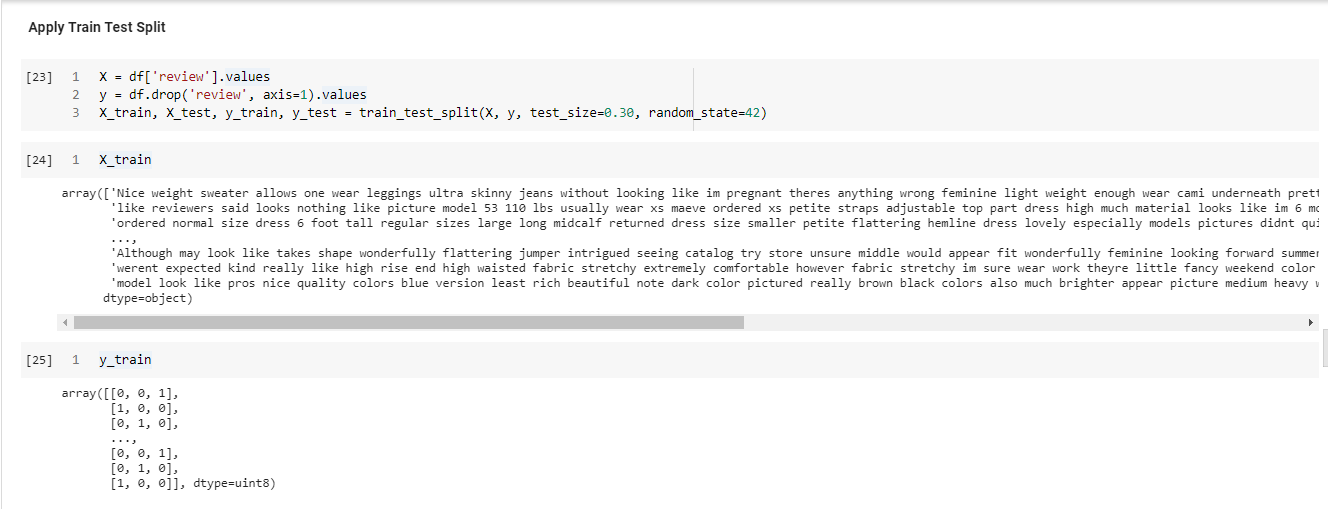 Apply Train Test Split
[23] 1 X = df['review'].values
2 y = df.drop('review', axis=1).values
3 X_train, X_test, y_train, y_test = train_test_split(X, y, test_size=0.30, random_state=42)
[24] 1 X_train
array(['Nice weight sweater allows one wear leggings ultra skinny jeans without looking like im pregnant theres anything wrong feminine light weight enough wear cami underneath prett
'like reviewers said looks nothing like picture model 53 110 lbs usually wear xs maeve ordered xs petite straps adjustable top part dress high much material looks like im 6 mo
'ordered normal size dress 6 foot tall regular sizes large long midcalf returned dress size smaller petite flattering hemline dress lovely especially models pictures didnt qui
...,
'Although may look like takes shape wonderfully flattering jumper intrigued seeing catalog try store unsure middle would appear fit wonderfully feminine looking forward summer
'werent expected kind really like high rise end high waisted fabric stretchy extremely comfortable however fabric stretchy im sure wear work theyre little fancy weekend color
'model look like pros nice quality colors blue version least rich beautiful note dark color pictured really brown black colors also much brighter appear picture medium heavy
dtype=object)
[25] 1 y_train
array([[0, 0, 1],
[1, 0, 0],
[0, 1, 0],
...,
[0, 0, 1],
[0, 1, 0],
[1, 0, 0]], dtype=uint8)